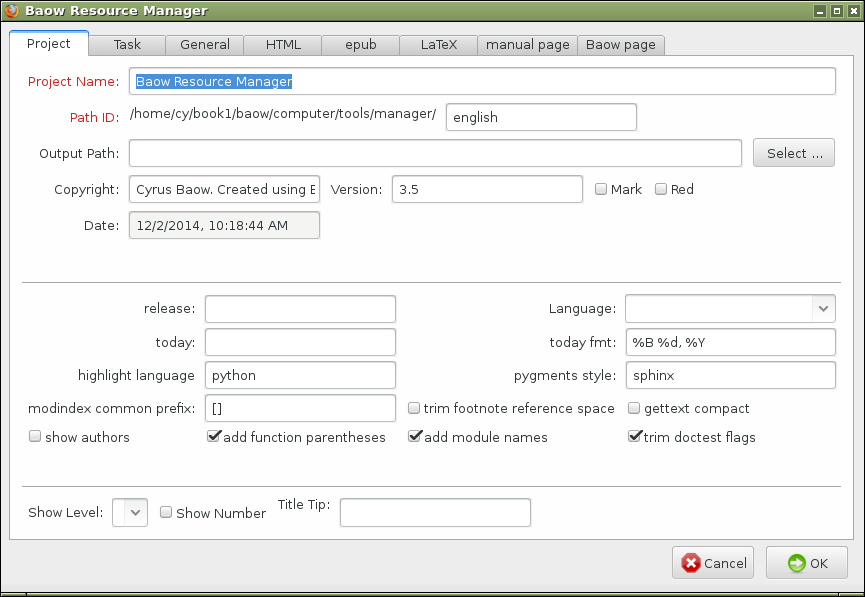 Baow Resource Manager
Project Task General HTML epub LaTeX manual page Baow page
Project Name: Baow Resource Manager
Path ID: /home/cy/book1/baow/computer/tools/manager/ english
Output Path: Select ...
Copyright: Cyrus Baow. Created using E Version: 3.5 Mark Red
Date: 12/2/2014, 10:18:44 AM
release: Language:
today: today fmt: %B %d, %Y
highlight language python pygments style: sphinx
modindex common prefix: [] trim footnote reference space gettext compact
show authors add function parentheses add module names trim doctest flags
Show Level: Show Number Title Tip:
Cancel OK